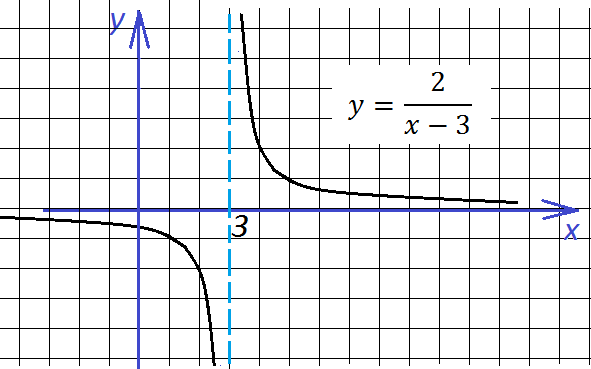 y
y = 2/(x − 3)
3
x